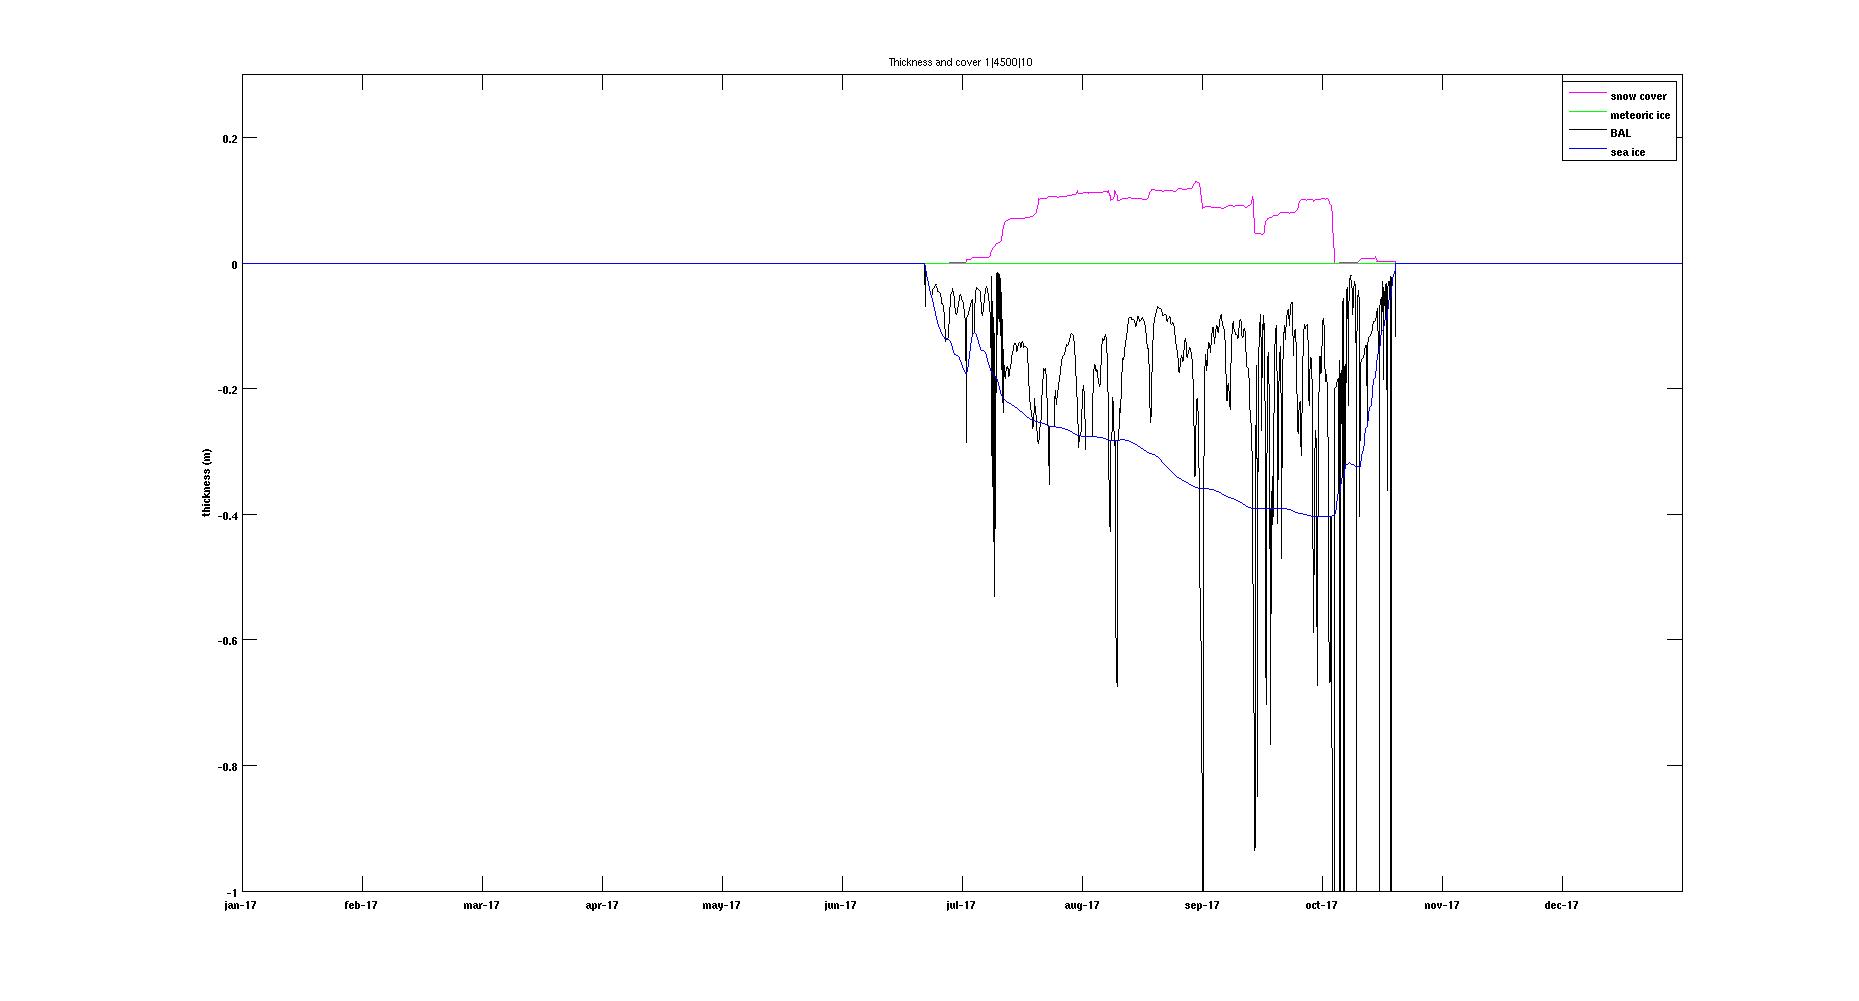 Thickness and cover 1|4500|10
snow cover
meteoric ice
BAL
sea ice
thickness (m)
0.2
0
-0.2
-0.4
-0.6
-0.8
-1
jan-17 feb-17 mar-17 apr-17 may-17 jun-17 jul-17 aug-17 sep-17 oct-17 nov-17 dec-17